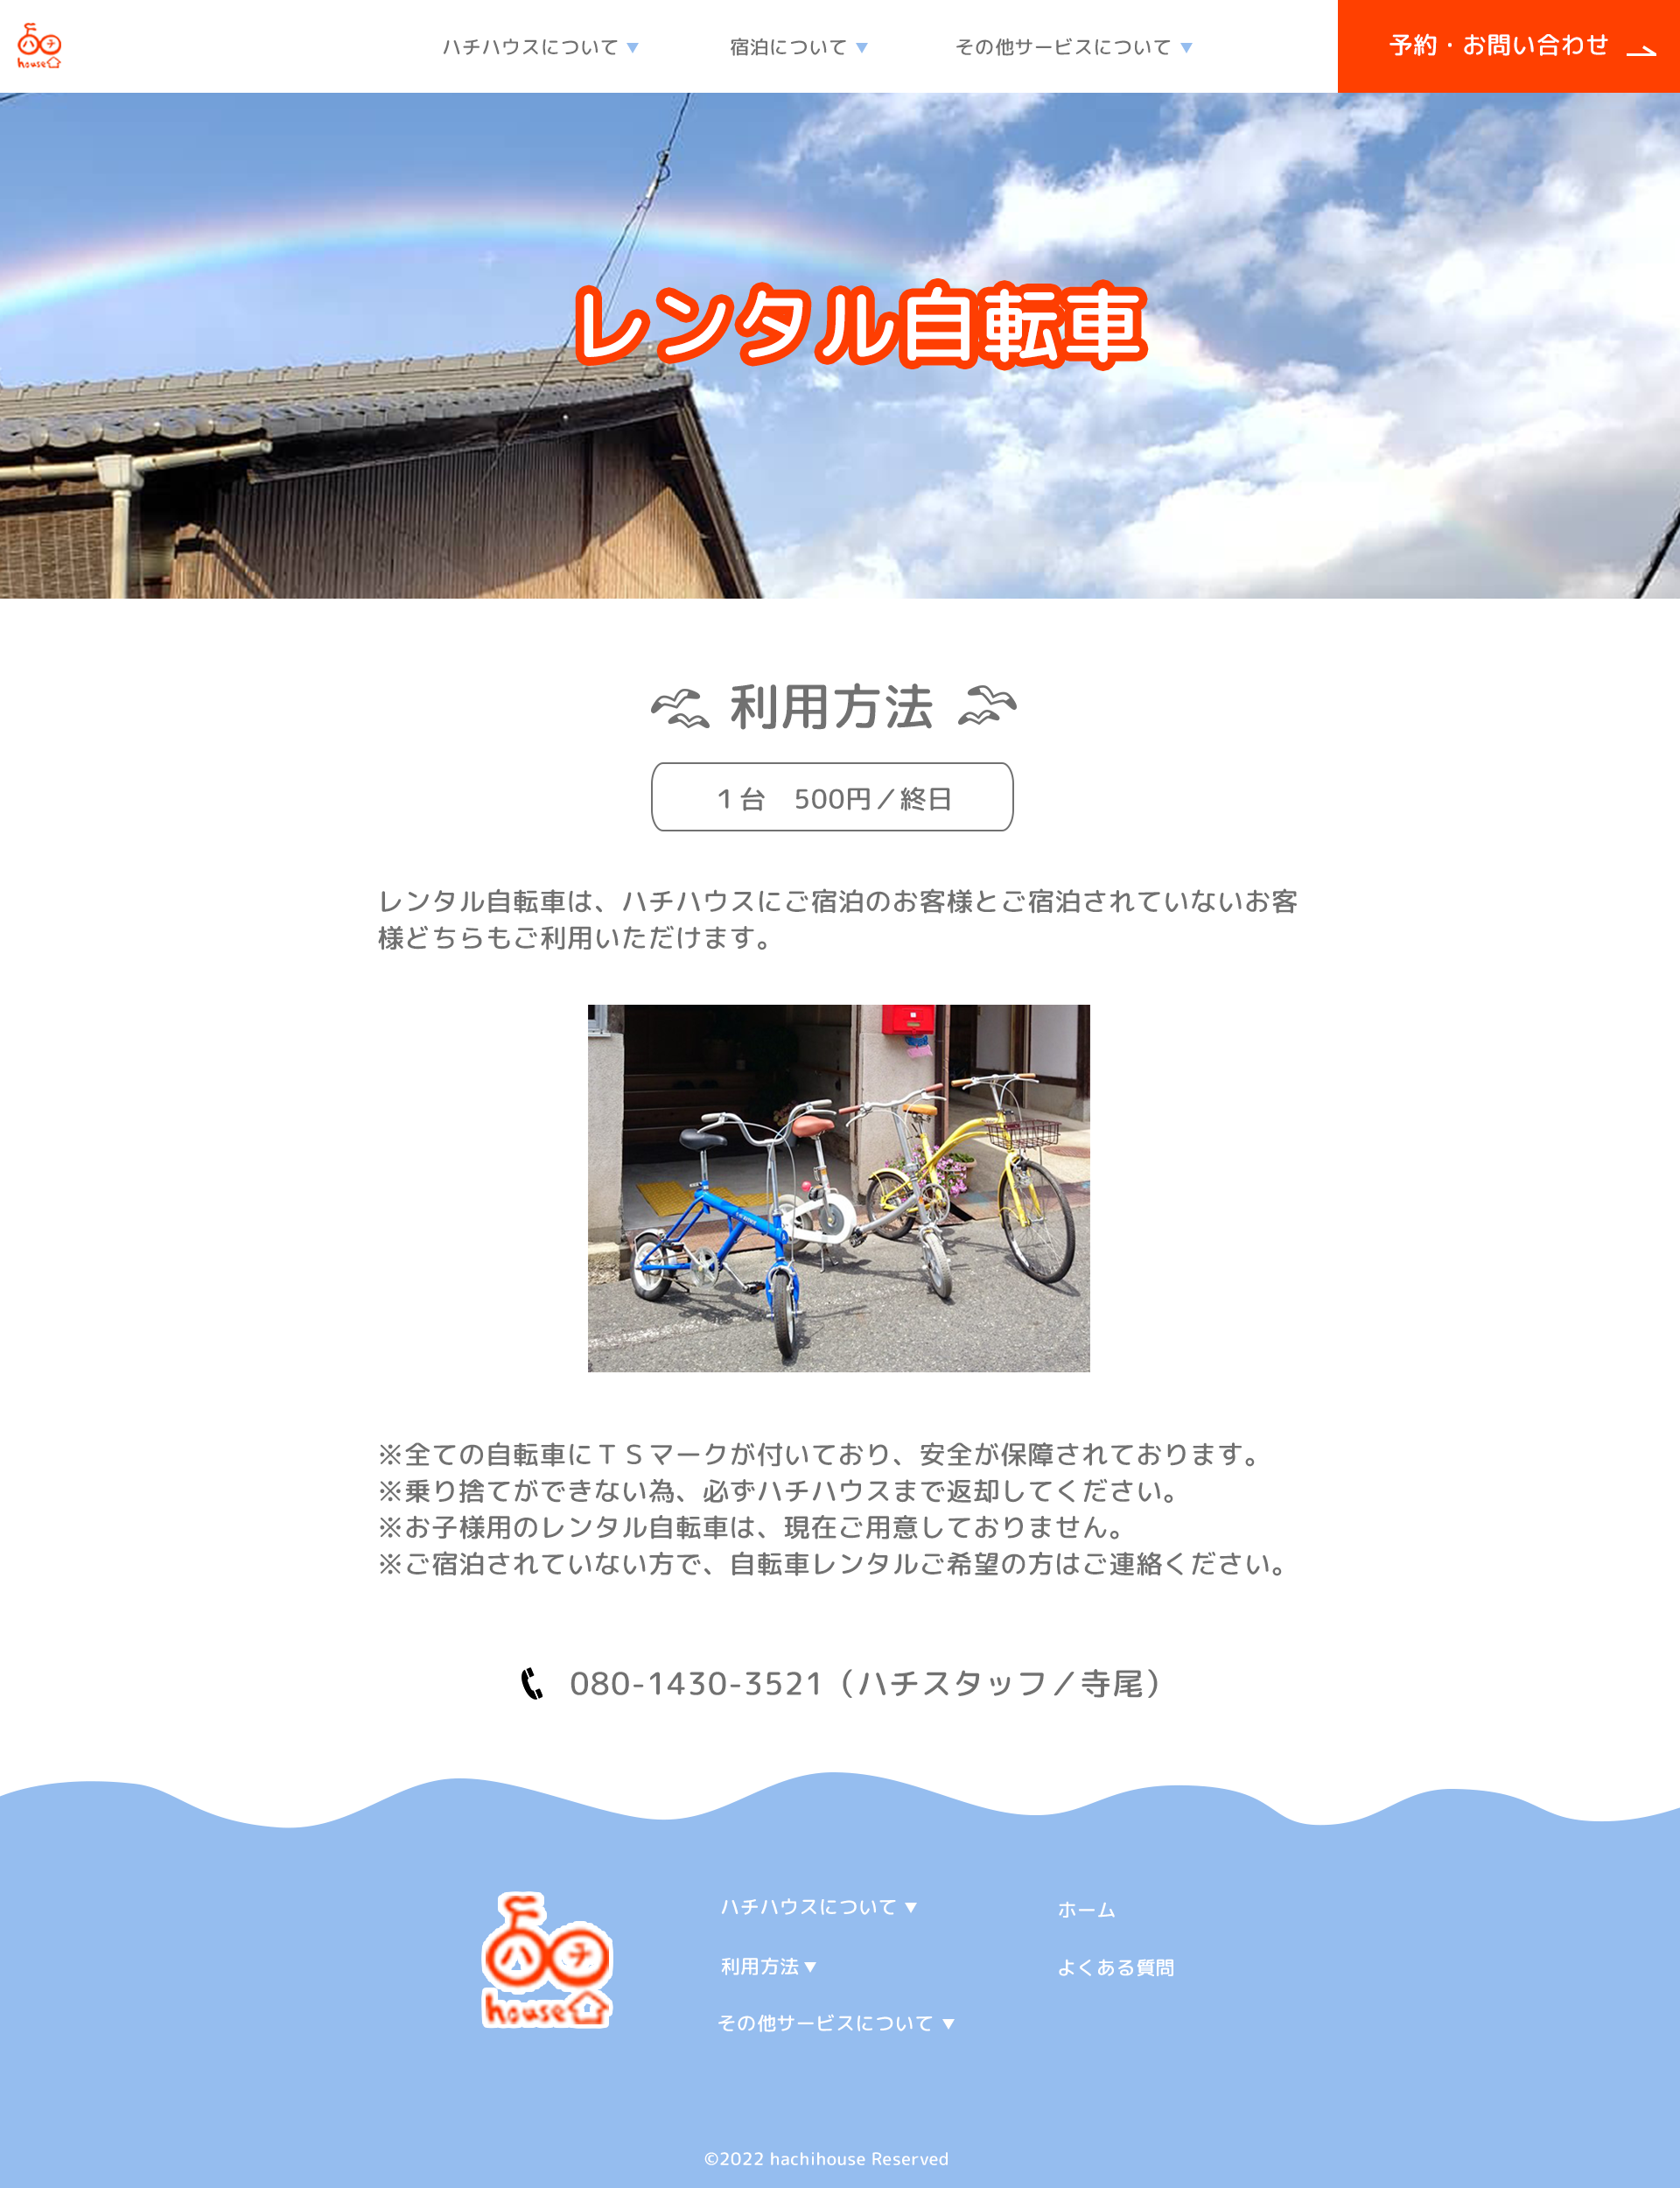 ハチ
house
ハチハウスについて ▼
宿泊について ▼
その他サービスについて ▼
予約・お問い合わせ
レンタル自転車
利用方法
１台　500円／終日
レンタル自転車は、ハチハウスにご宿泊のお客様とご宿泊されていないお客
様どちらもご利用いただけます。
※全ての自転車にＴＳマークが付いており、安全が保障されております。
※乗り捨てができない為、必ずハチハウスまで返却してください。
※お子様用のレンタル自転車は、現在ご用意しておりません。
※ご宿泊されていない方で、自転車レンタルご希望の方はご連絡ください。
080-1430-3521（ハチスタッフ／寺尾）
ハチ
house
ハチハウスについて ▼
利用方法 ▼
その他サービスについて ▼
ホーム
よくある質問
©2022 hachihouse Reserved